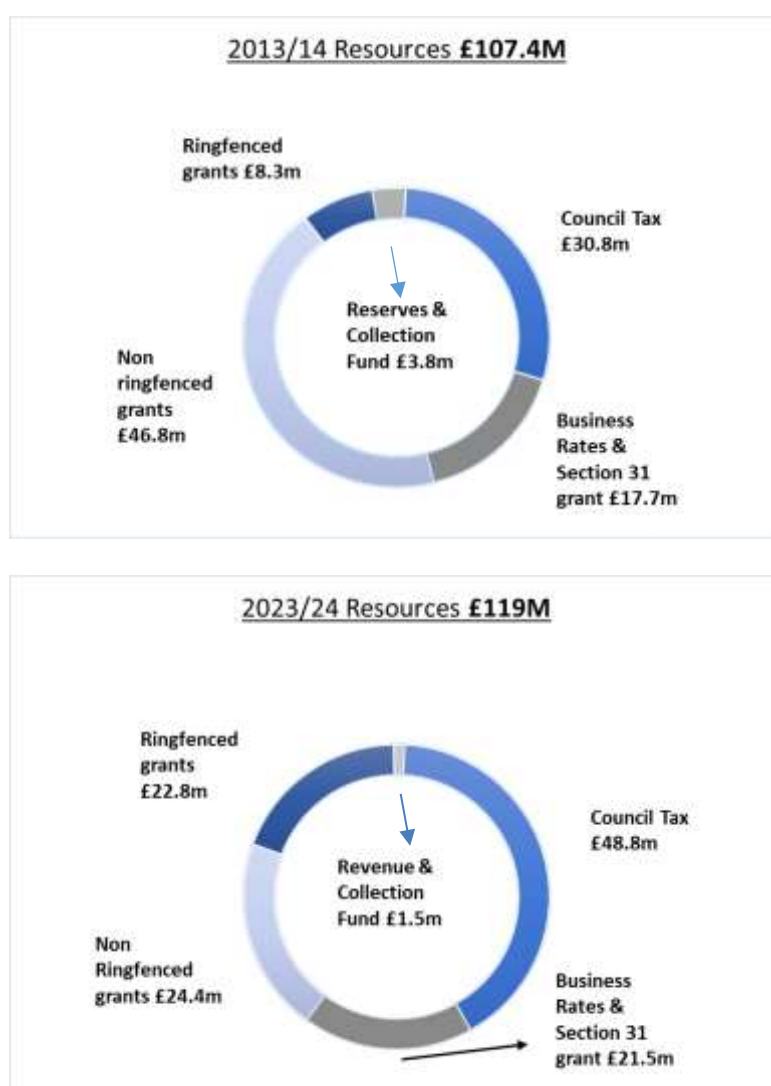 2013/14 Resources £107.4M
Ringfenced
grants £8.3m
Council Tax
£30.8m
Reserves &
Collection
Fund £3.8m
Non
ringfenced
grants
£46.8m
Business
Rates &
Section 31
grant £17.7m
2023/24 Resources £119M
Ringfenced
grants
£22.8m
Council Tax
£48.8m
Revenue &
Collection
Fund £1.5m
Non
Ringfenced
grants £24.4m
Business
Rates &
Section 31
grant £21.5m